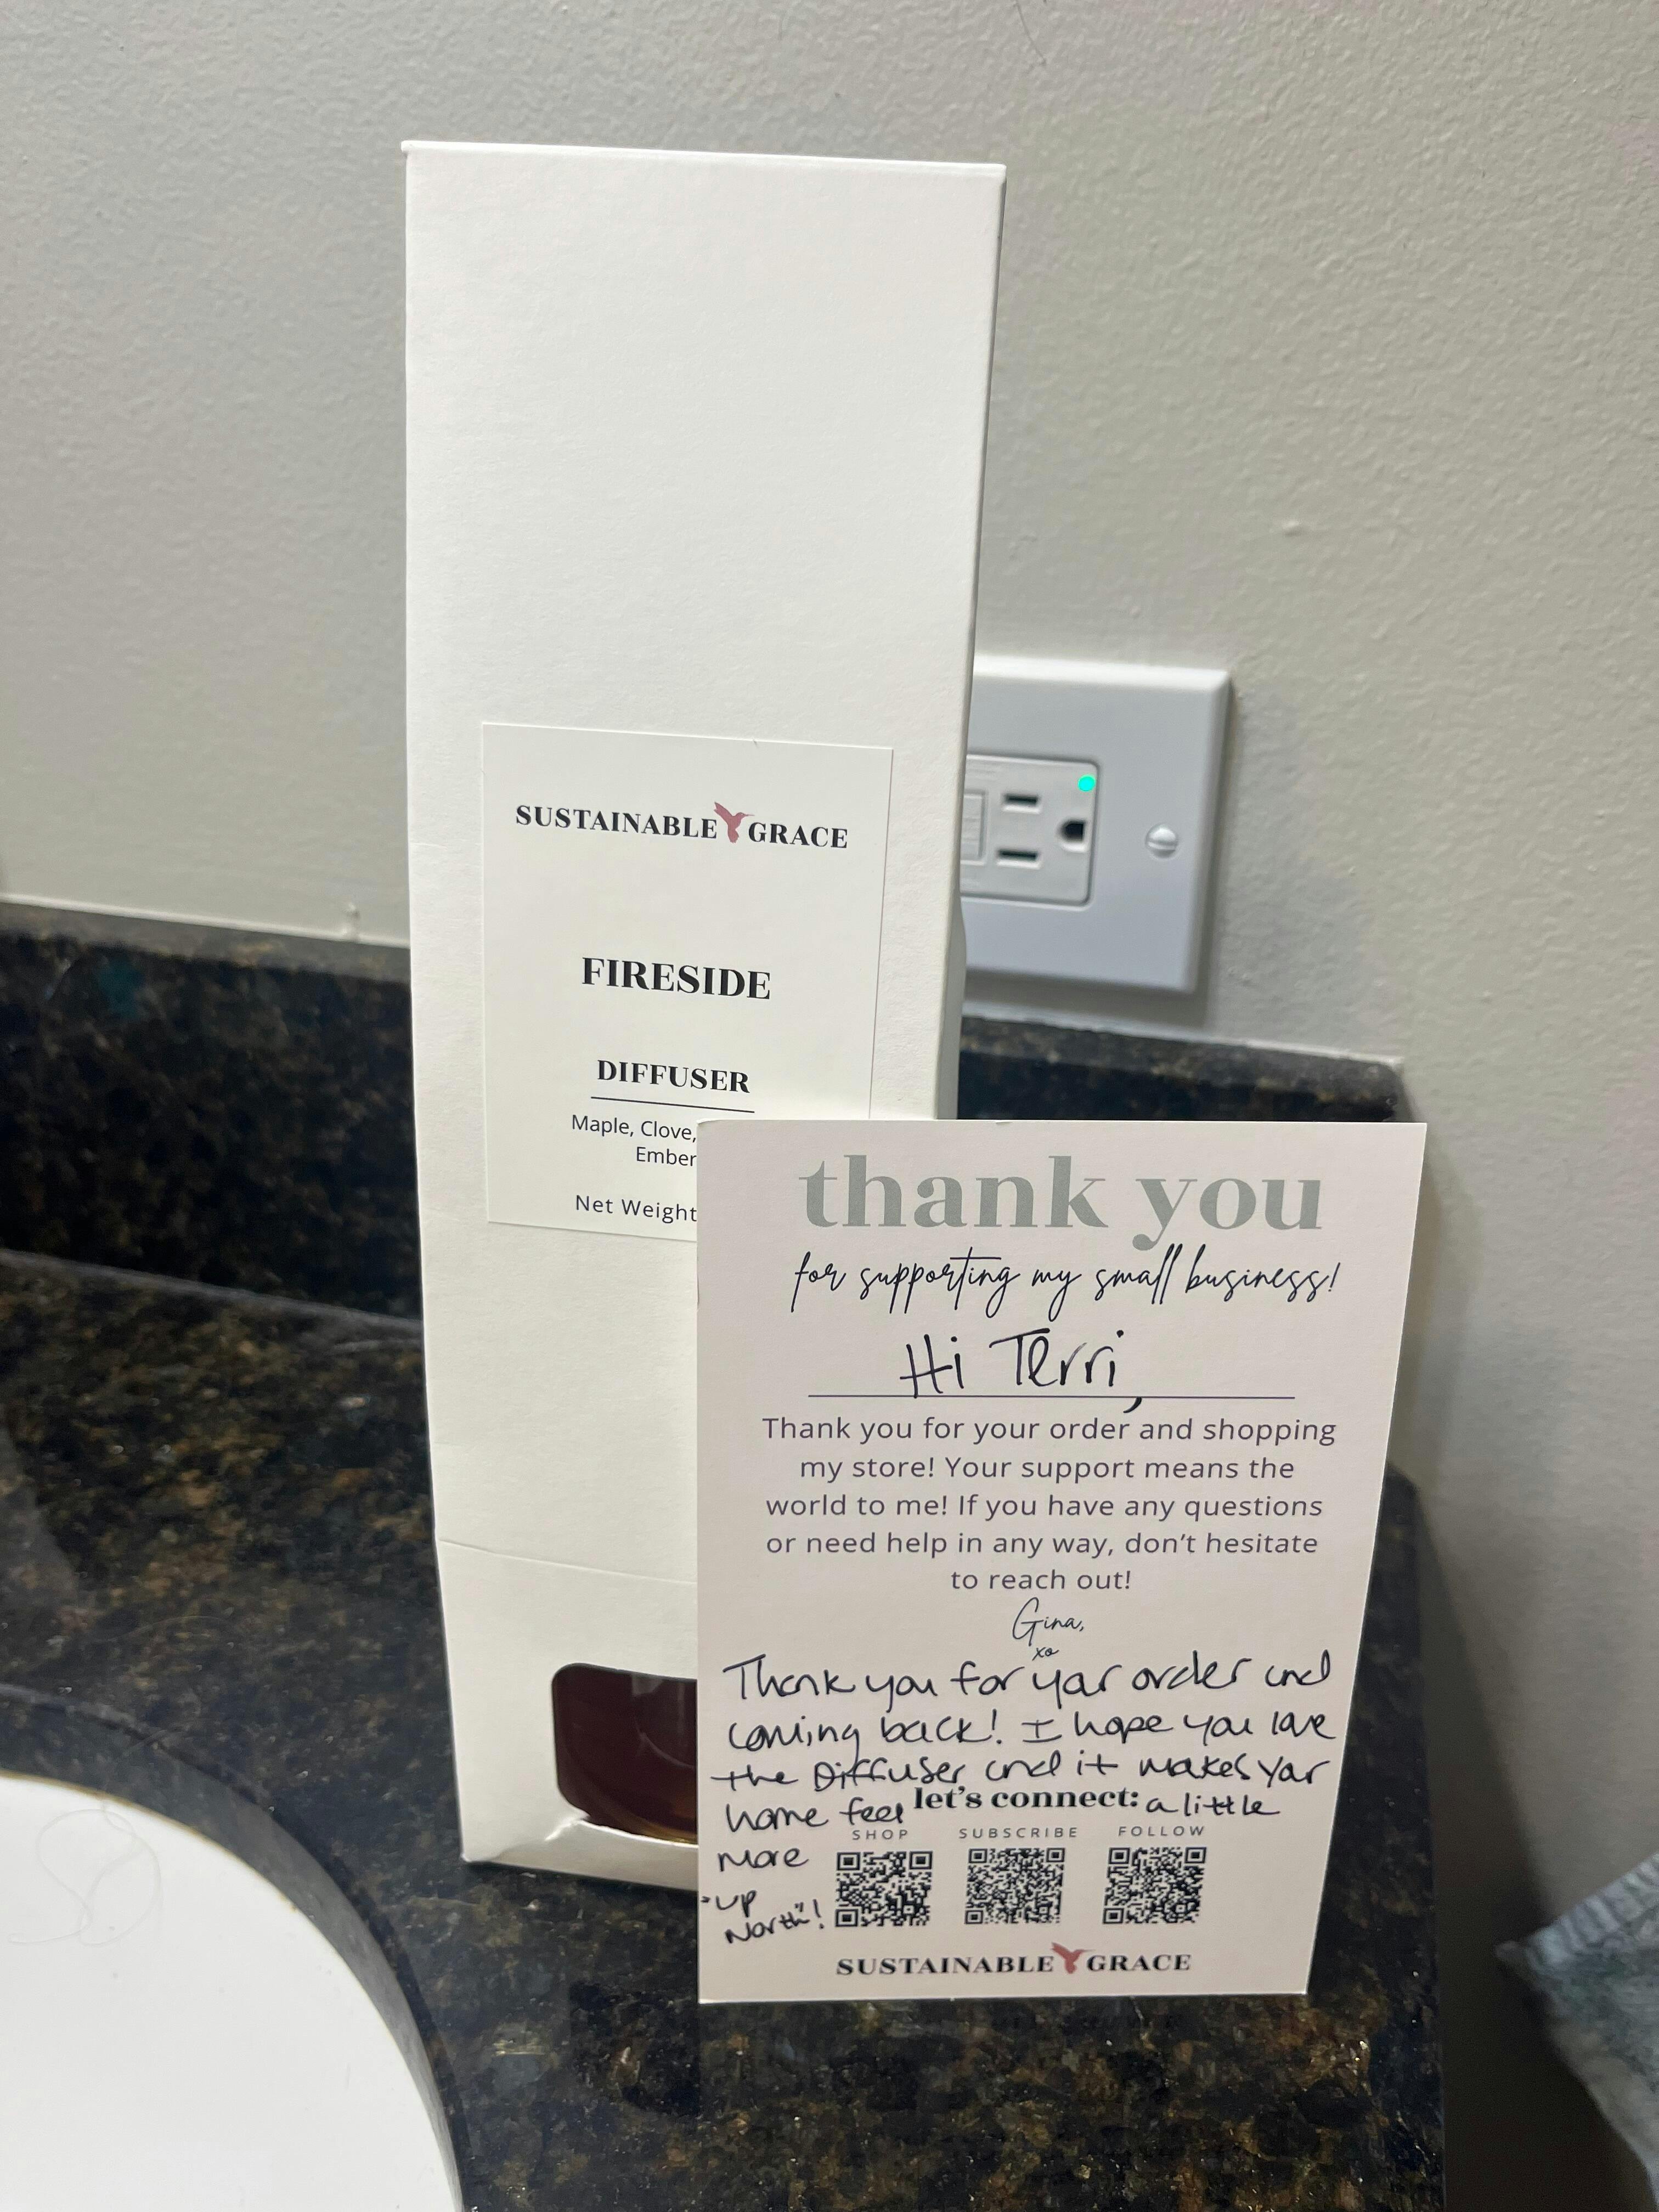 SUSTAINABLE GRACE
FIRESIDE
DIFFUSER
Maple, Clove,
Ember
Net Weight
thank you
for supporting my small business!
Hi Terri,
Thank you for your order and shopping
my store! Your support means the
world to me! If you have any questions
or need help in any way, don't hesitate
to reach out!
Gina,
xo
Thank you for your order and
coming back! I hope you love
the Diffuser and it makes your
home feel a little
more
"up
North"!
let's connect:
SHOP SUBSCRIBE FOLLOW
SUSTAINABLE GRACE